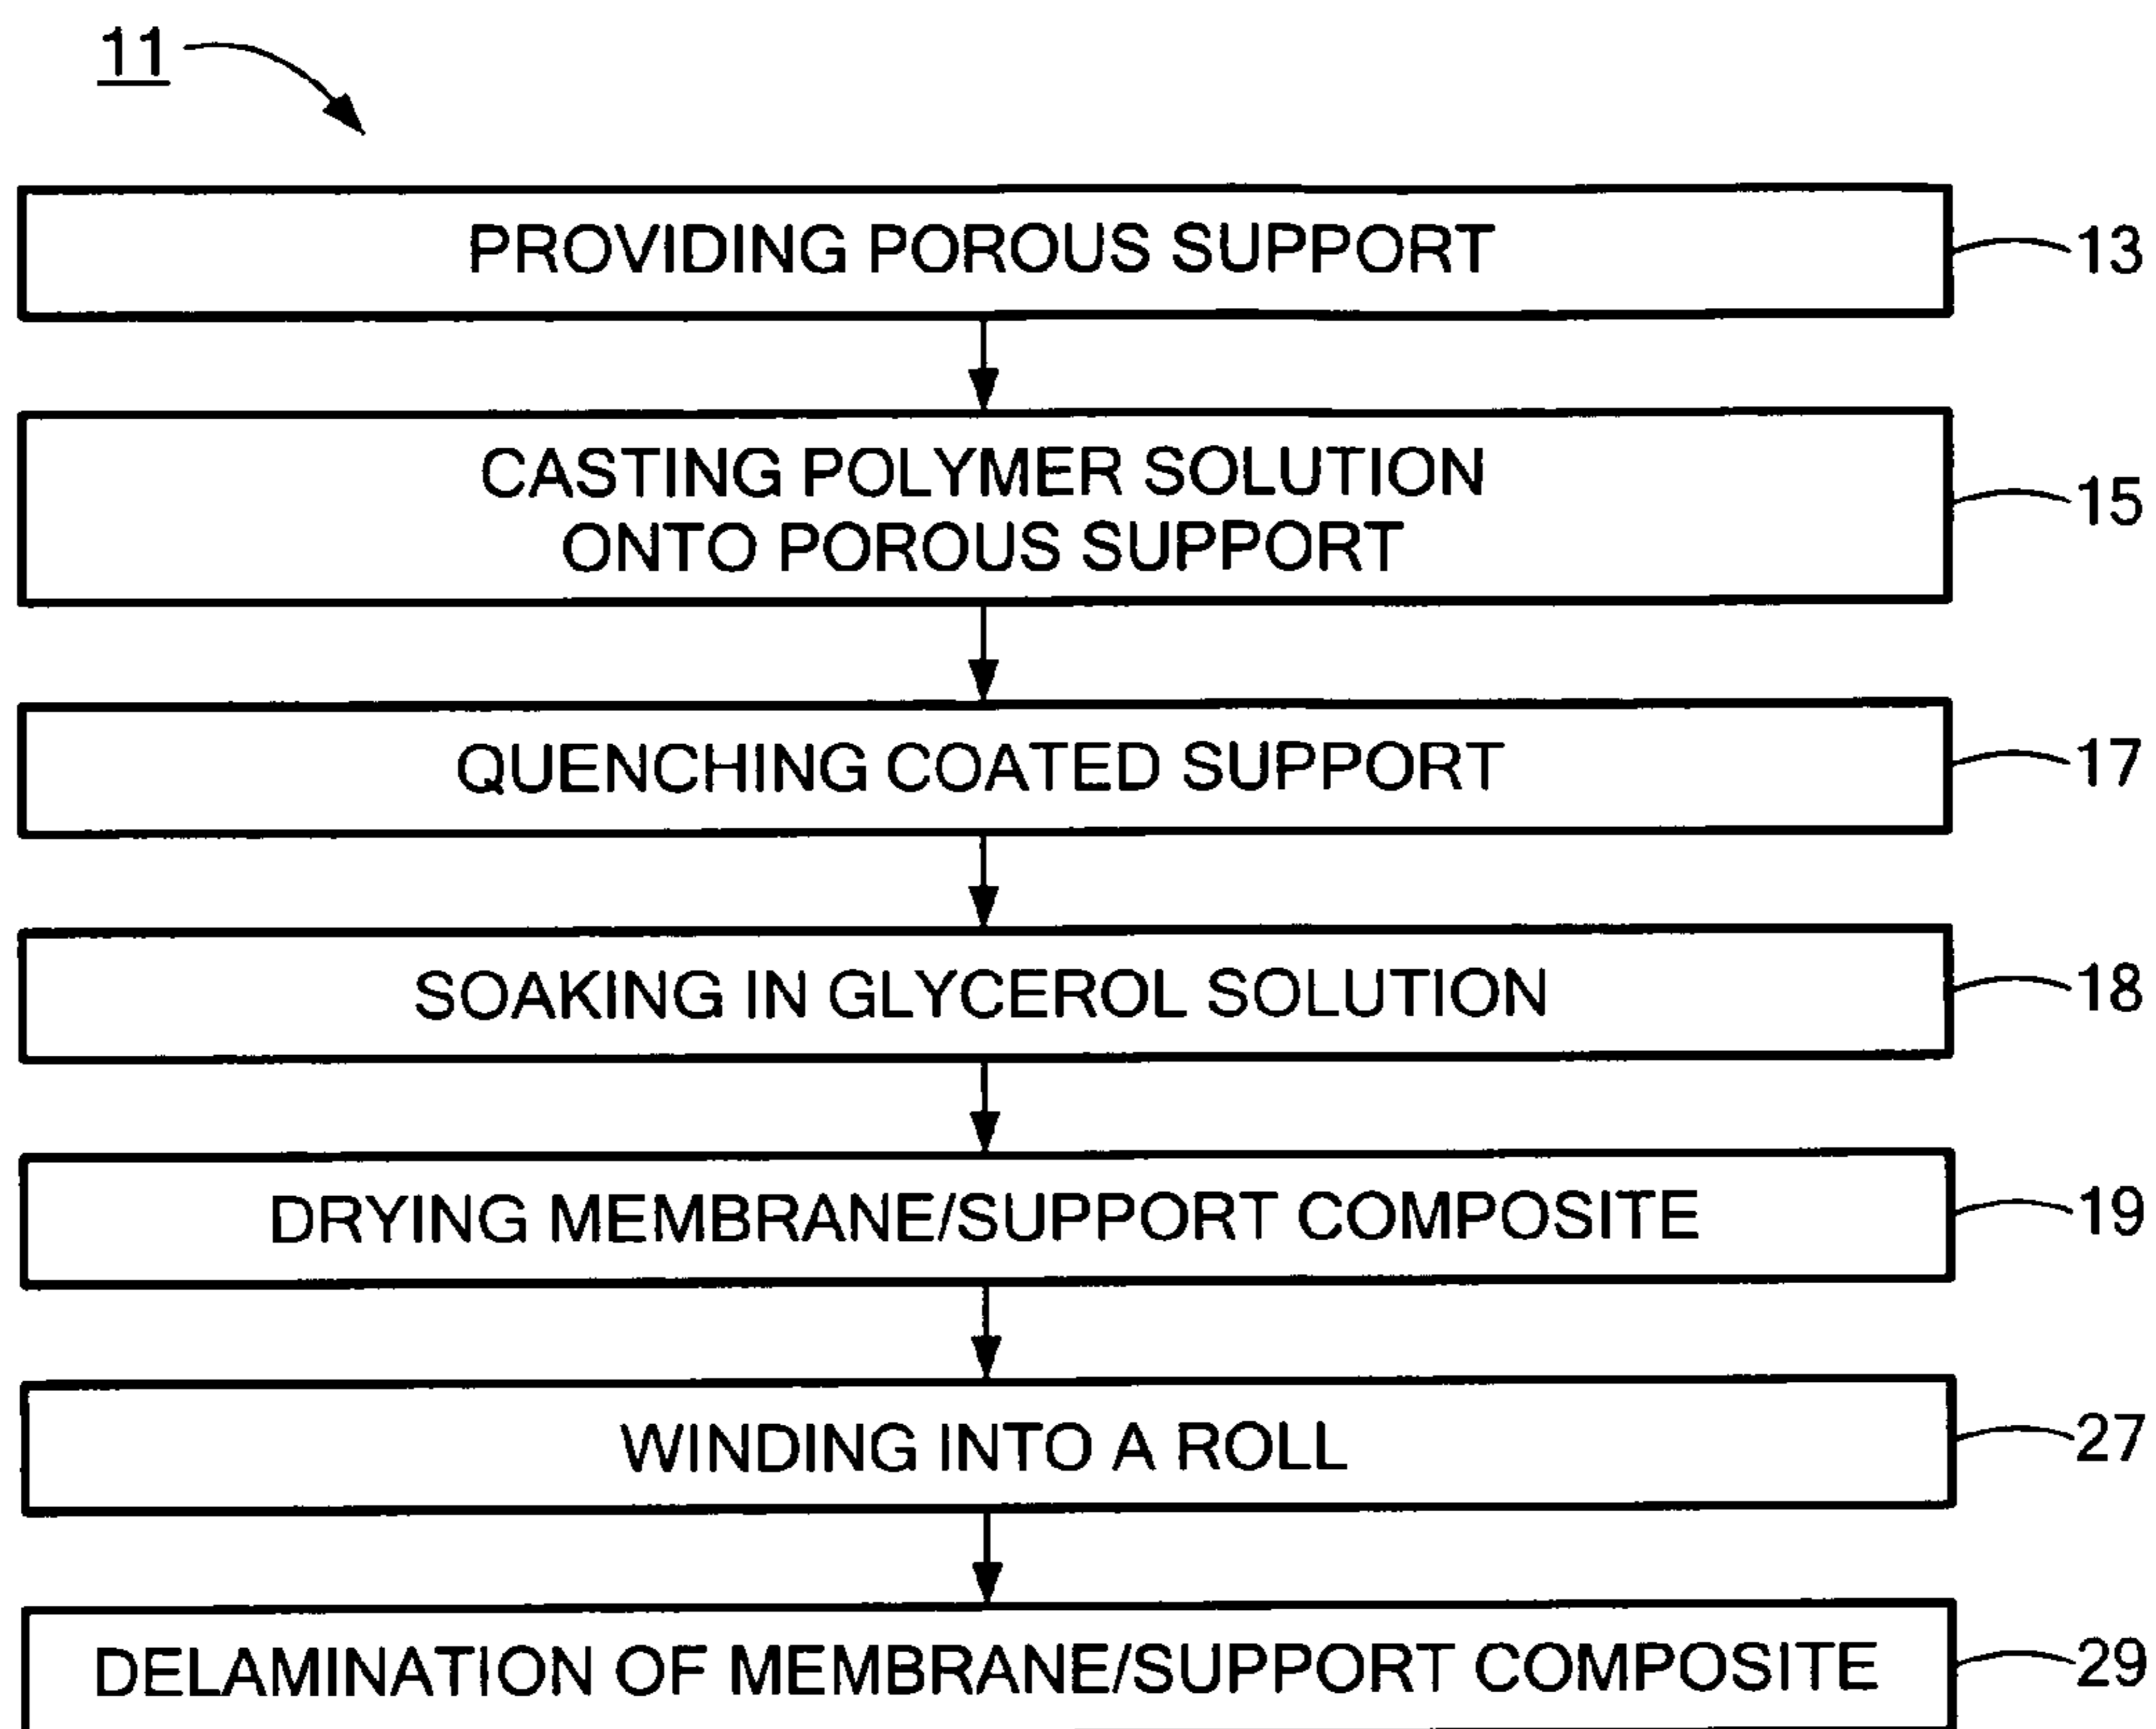 11
PROVIDING POROUS SUPPORT
13
CASTING POLYMER SOLUTION
ONTO POROUS SUPPORT
15
QUENCHING COATED SUPPORT
17
SOAKING IN GLYCEROL SOLUTION
18
DRYING MEMBRANE/SUPPORT COMPOSITE
19
WINDING INTO A ROLL
27
DELAMINATION OF MEMBRANE/SUPPORT COMPOSITE
29